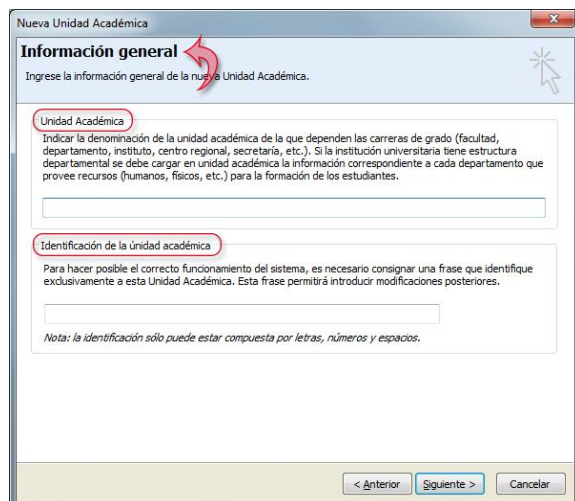 Nueva Unidad Académica
Información general
Ingrese la información general de la nueva Unidad Académica.
Unidad Académica
Indicar la denominación de la unidad académica de la que dependen las carreras de grado (facultad,
departamento, instituto, centro regional, secretaría, etc.). Si la institución universitaria tiene estructura
departamental se debe cargar en unidad académica la información correspondiente a cada departamento que
provee recursos (humanos, físicos, etc.) para la formación de los estudiantes.
Identificación de la únidad académica
Para hacer posible el correcto funcionamiento del sistema, es necesario consignar una frase que identifique
exclusivamente a esta Unidad Académica. Esta frase permitirá introducir modificaciones posteriores.
Nota: la identificación sólo puede estar compuesta por letras, números y espacios.
< Anterior
Siguiente >
Cancelar